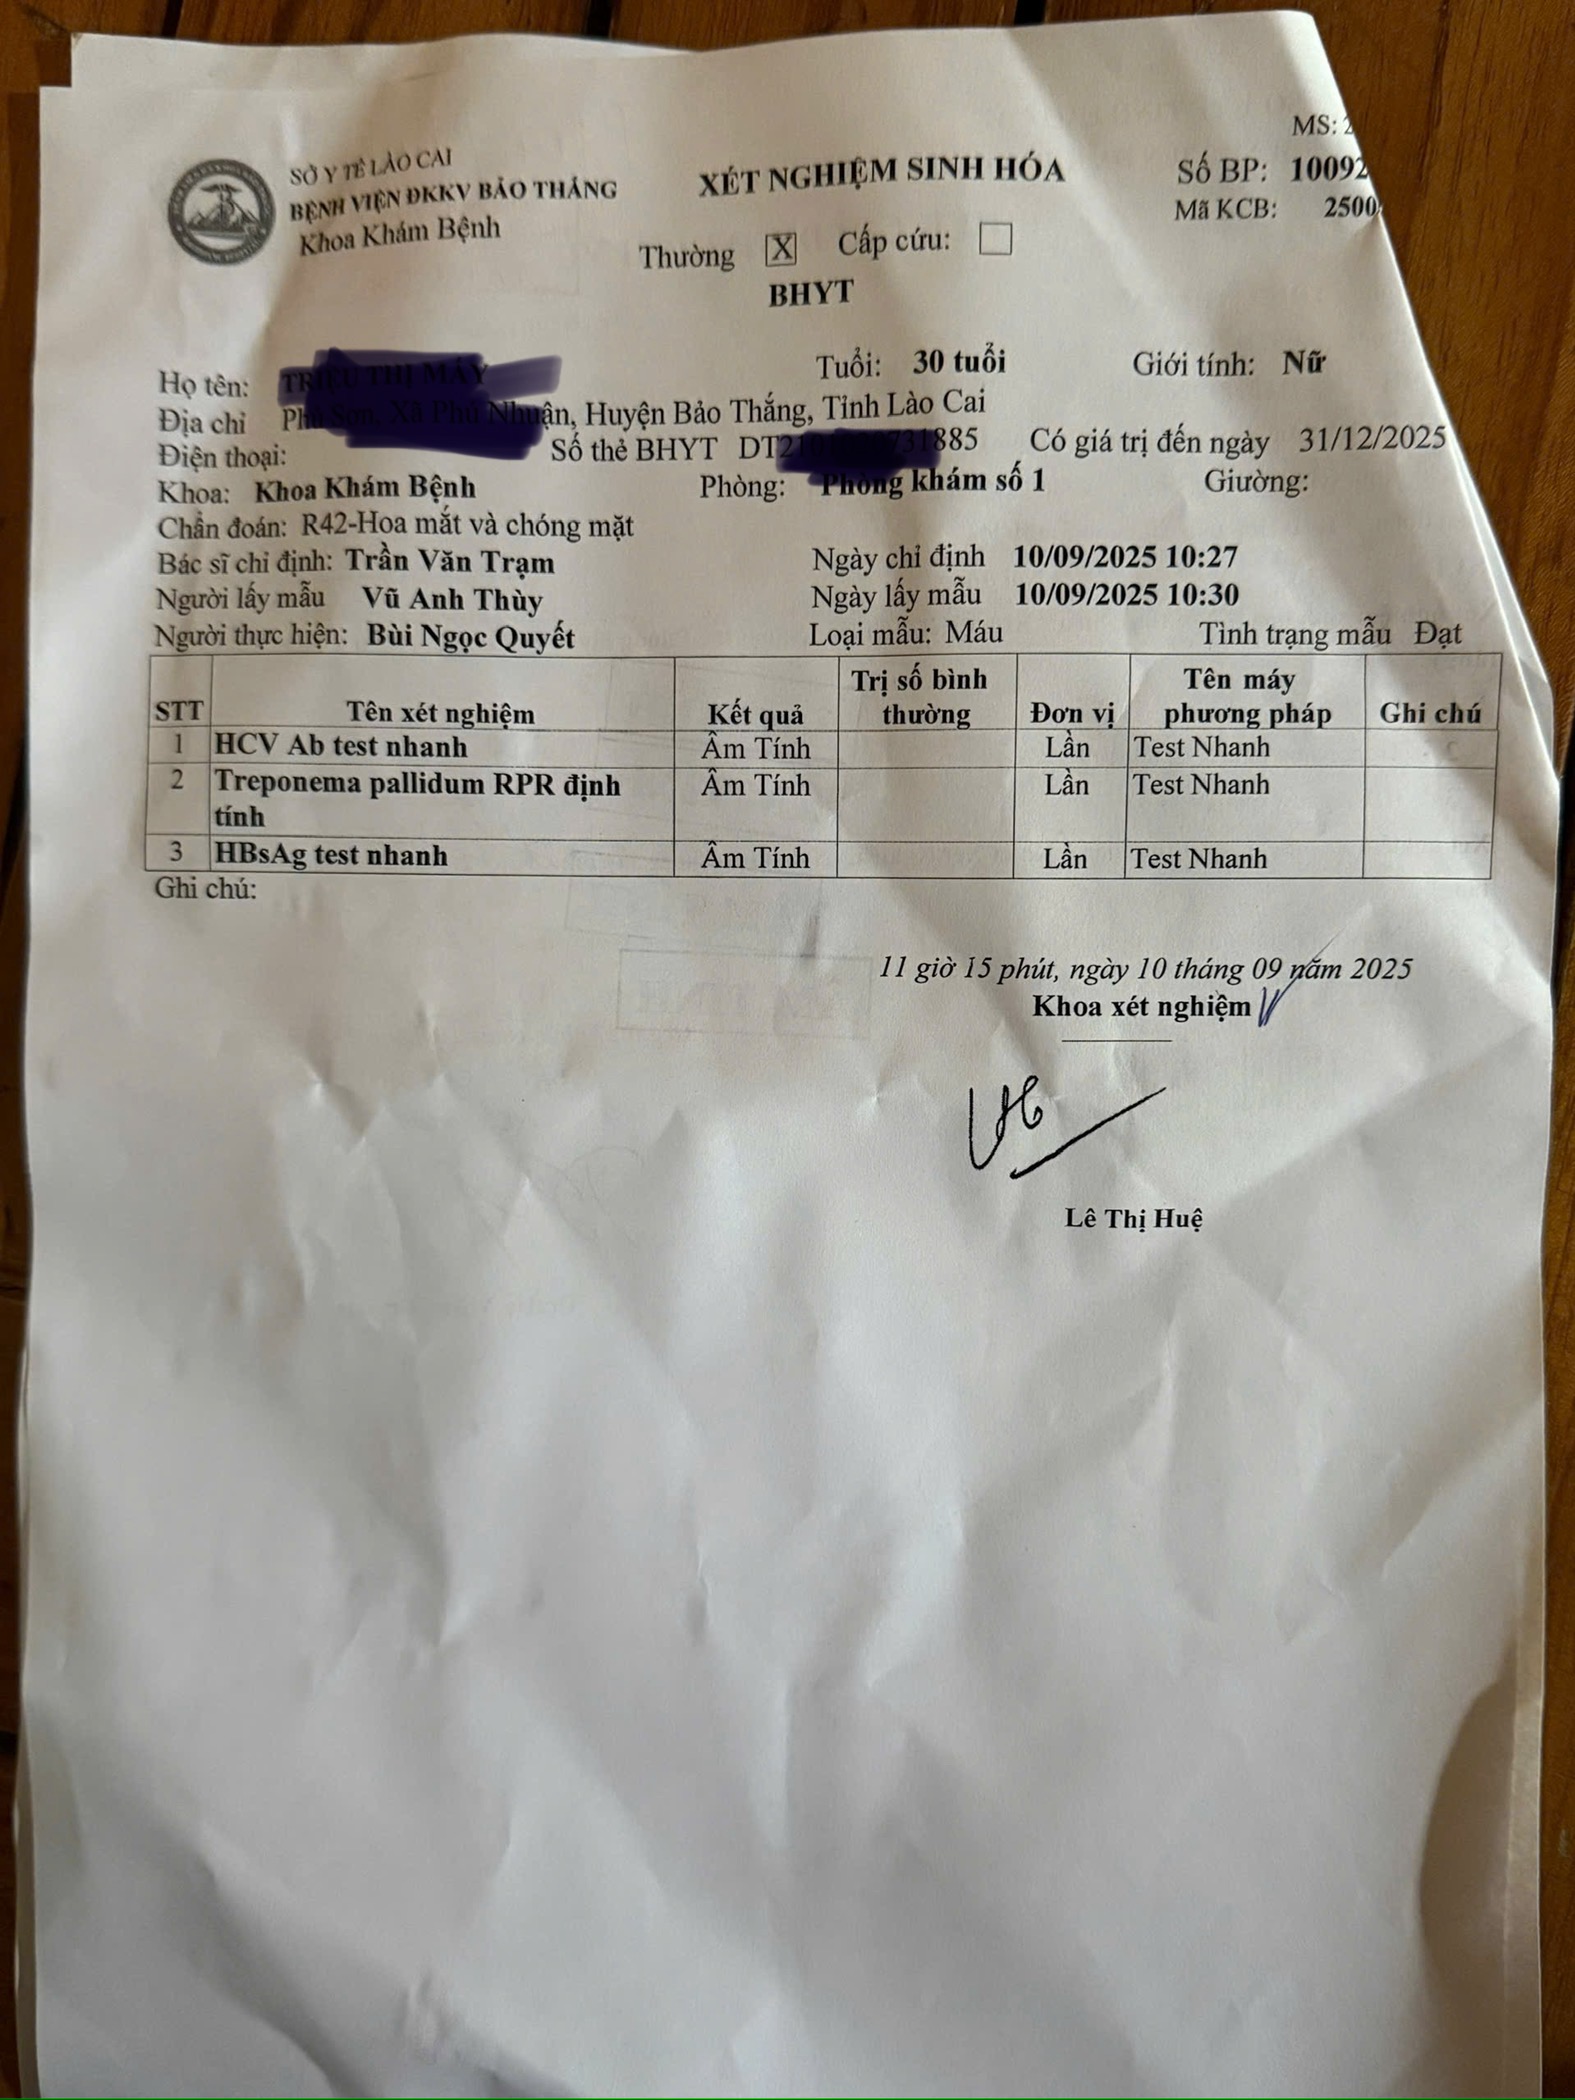 MS:
SỞ Y TẾ LÀO CAI
BỆNH VIỆN ĐKKV BẢO THẮNG
Khoa Khám Bệnh
XÉT NGHIỆM SINH HÓA
Số BP: 10092
Mã KCB: 2500
Thường X Cấp cứu:
BHYT
Họ tên: Tuổi: 30 tuổi Giới tính: Nữ
Địa chỉ Huyện Bảo Thắng, Tỉnh Lào Cai
Điện thoại: Số thẻ BHYT Có giá trị đến ngày 31/12/2025
Khoa: Khoa Khám Bệnh Phòng: Phòng khám số 1 Giường:
Chẩn đoán: R42-Hoa mắt và chóng mặt
Bác sĩ chỉ định: Trần Văn Trạm Ngày chỉ định 10/09/2025 10:27
Người lấy mẫu Vũ Anh Thùy Ngày lấy mẫu 10/09/2025 10:30
Người thực hiện: Bùi Ngọc Quyết Loại mẫu: Máu Tình trạng mẫu Đạt
STT Tên xét nghiệm Kết quả Trị số bình thường Đơn vị Tên máy phương pháp Ghi chú
1 HCV Ab test nhanh Âm Tính Lần Test Nhanh
2 Treponema pallidum RPR định Âm Tính Lần Test Nhanh
tính
3 HBsAg test nhanh Âm Tính Lần Test Nhanh
Ghi chú:
11 giờ 15 phút, ngày 10 tháng 09 năm 2025
Khoa xét nghiệm
Lê Thị Huệ